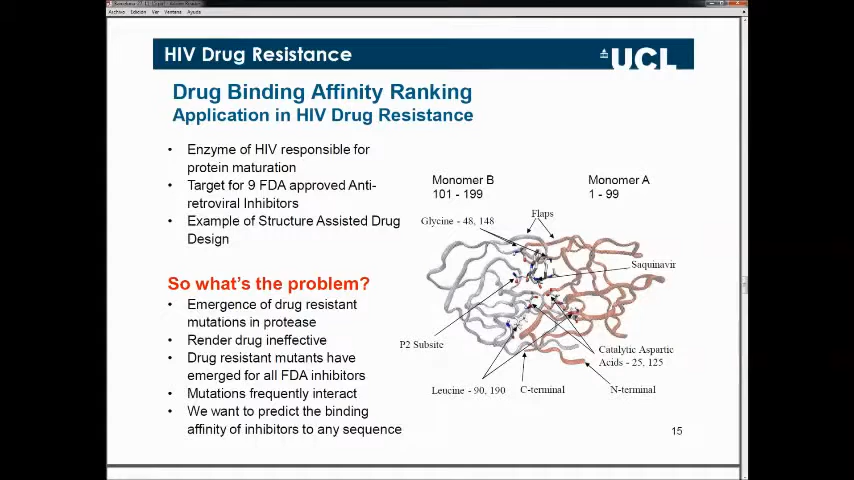 Archivo Edición Ver Ventana Ayuda
HIV Drug Resistance
UCL
Drug Binding Affinity Ranking
Application in HIV Drug Resistance
• Enzyme of HIV responsible for
protein maturation
• Target for 9 FDA approved Anti-
retroviral Inhibitors
• Example of Structure Assisted Drug
Design
So what's the problem?
• Emergence of drug resistant
mutations in protease
• Render drug ineffective
• Drug resistant mutants have
emerged for all FDA inhibitors
• Mutations frequently interact
• We want to predict the binding
affinity of inhibitors to any sequence
Monomer B
101 - 199
Monomer A
1 - 99
Flaps
Glycine - 48, 148
Saquinavir
P2 Subsite
Catalytic Aspartic
Acids - 25, 125
Leucine - 90, 190
C-terminal
N-terminal
15